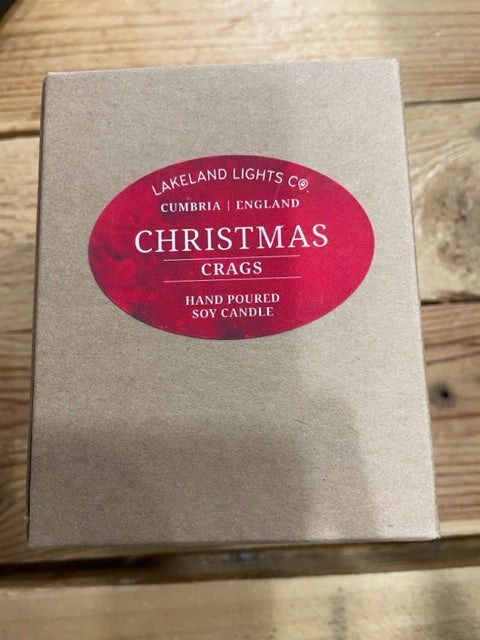 LAKELAND LIGHTS CO.
CUMBRIA | ENGLAND
CHRISTMAS
CRAGS
HAND POURED
SOY CANDLE